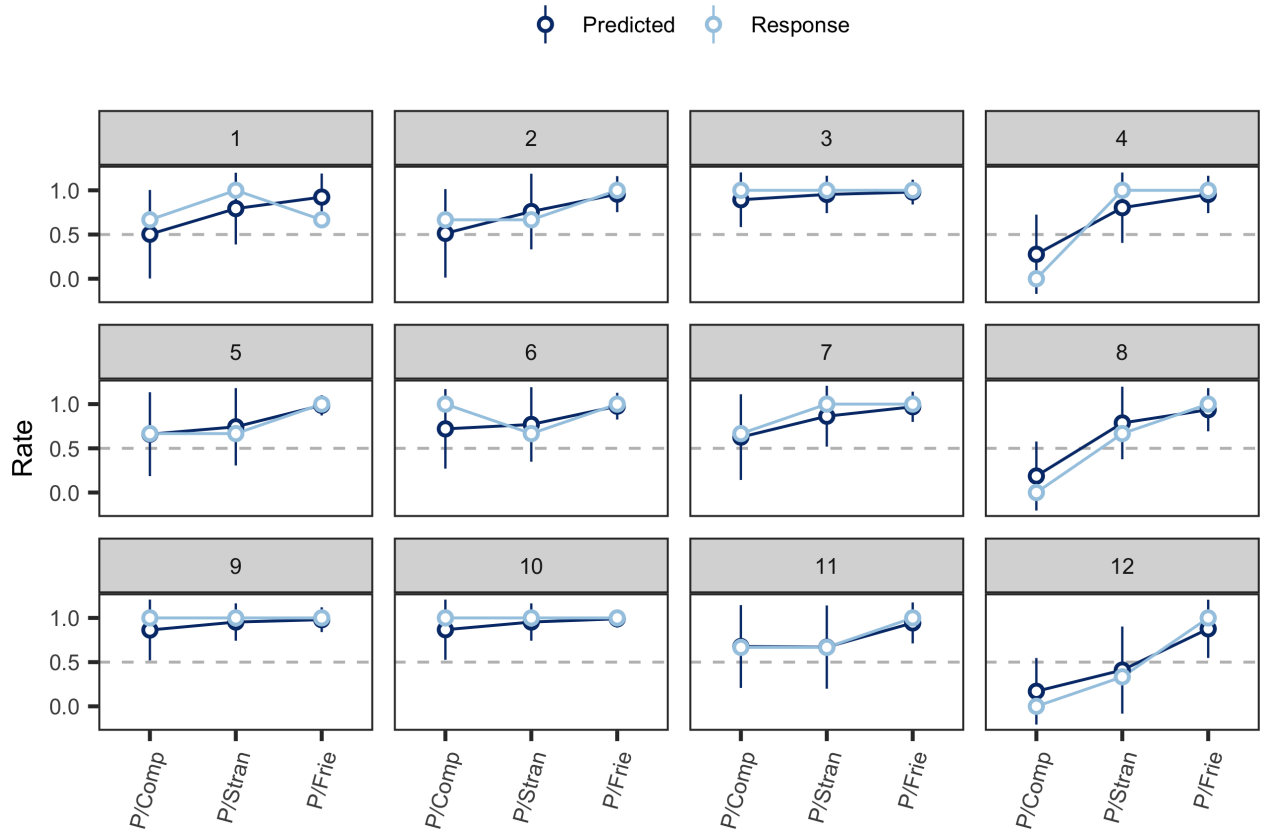 Predicted Response
1 2 3 4
1.0
0.5
0.0
5 6 7 8
1.0
0.5
0.0
Rate
9 10 11 12
1.0
0.5
0.0
P/Comp P/Stran P/Frie P/Comp P/Stran P/Frie P/Comp P/Stran P/Frie P/Comp P/Stran P/Frie